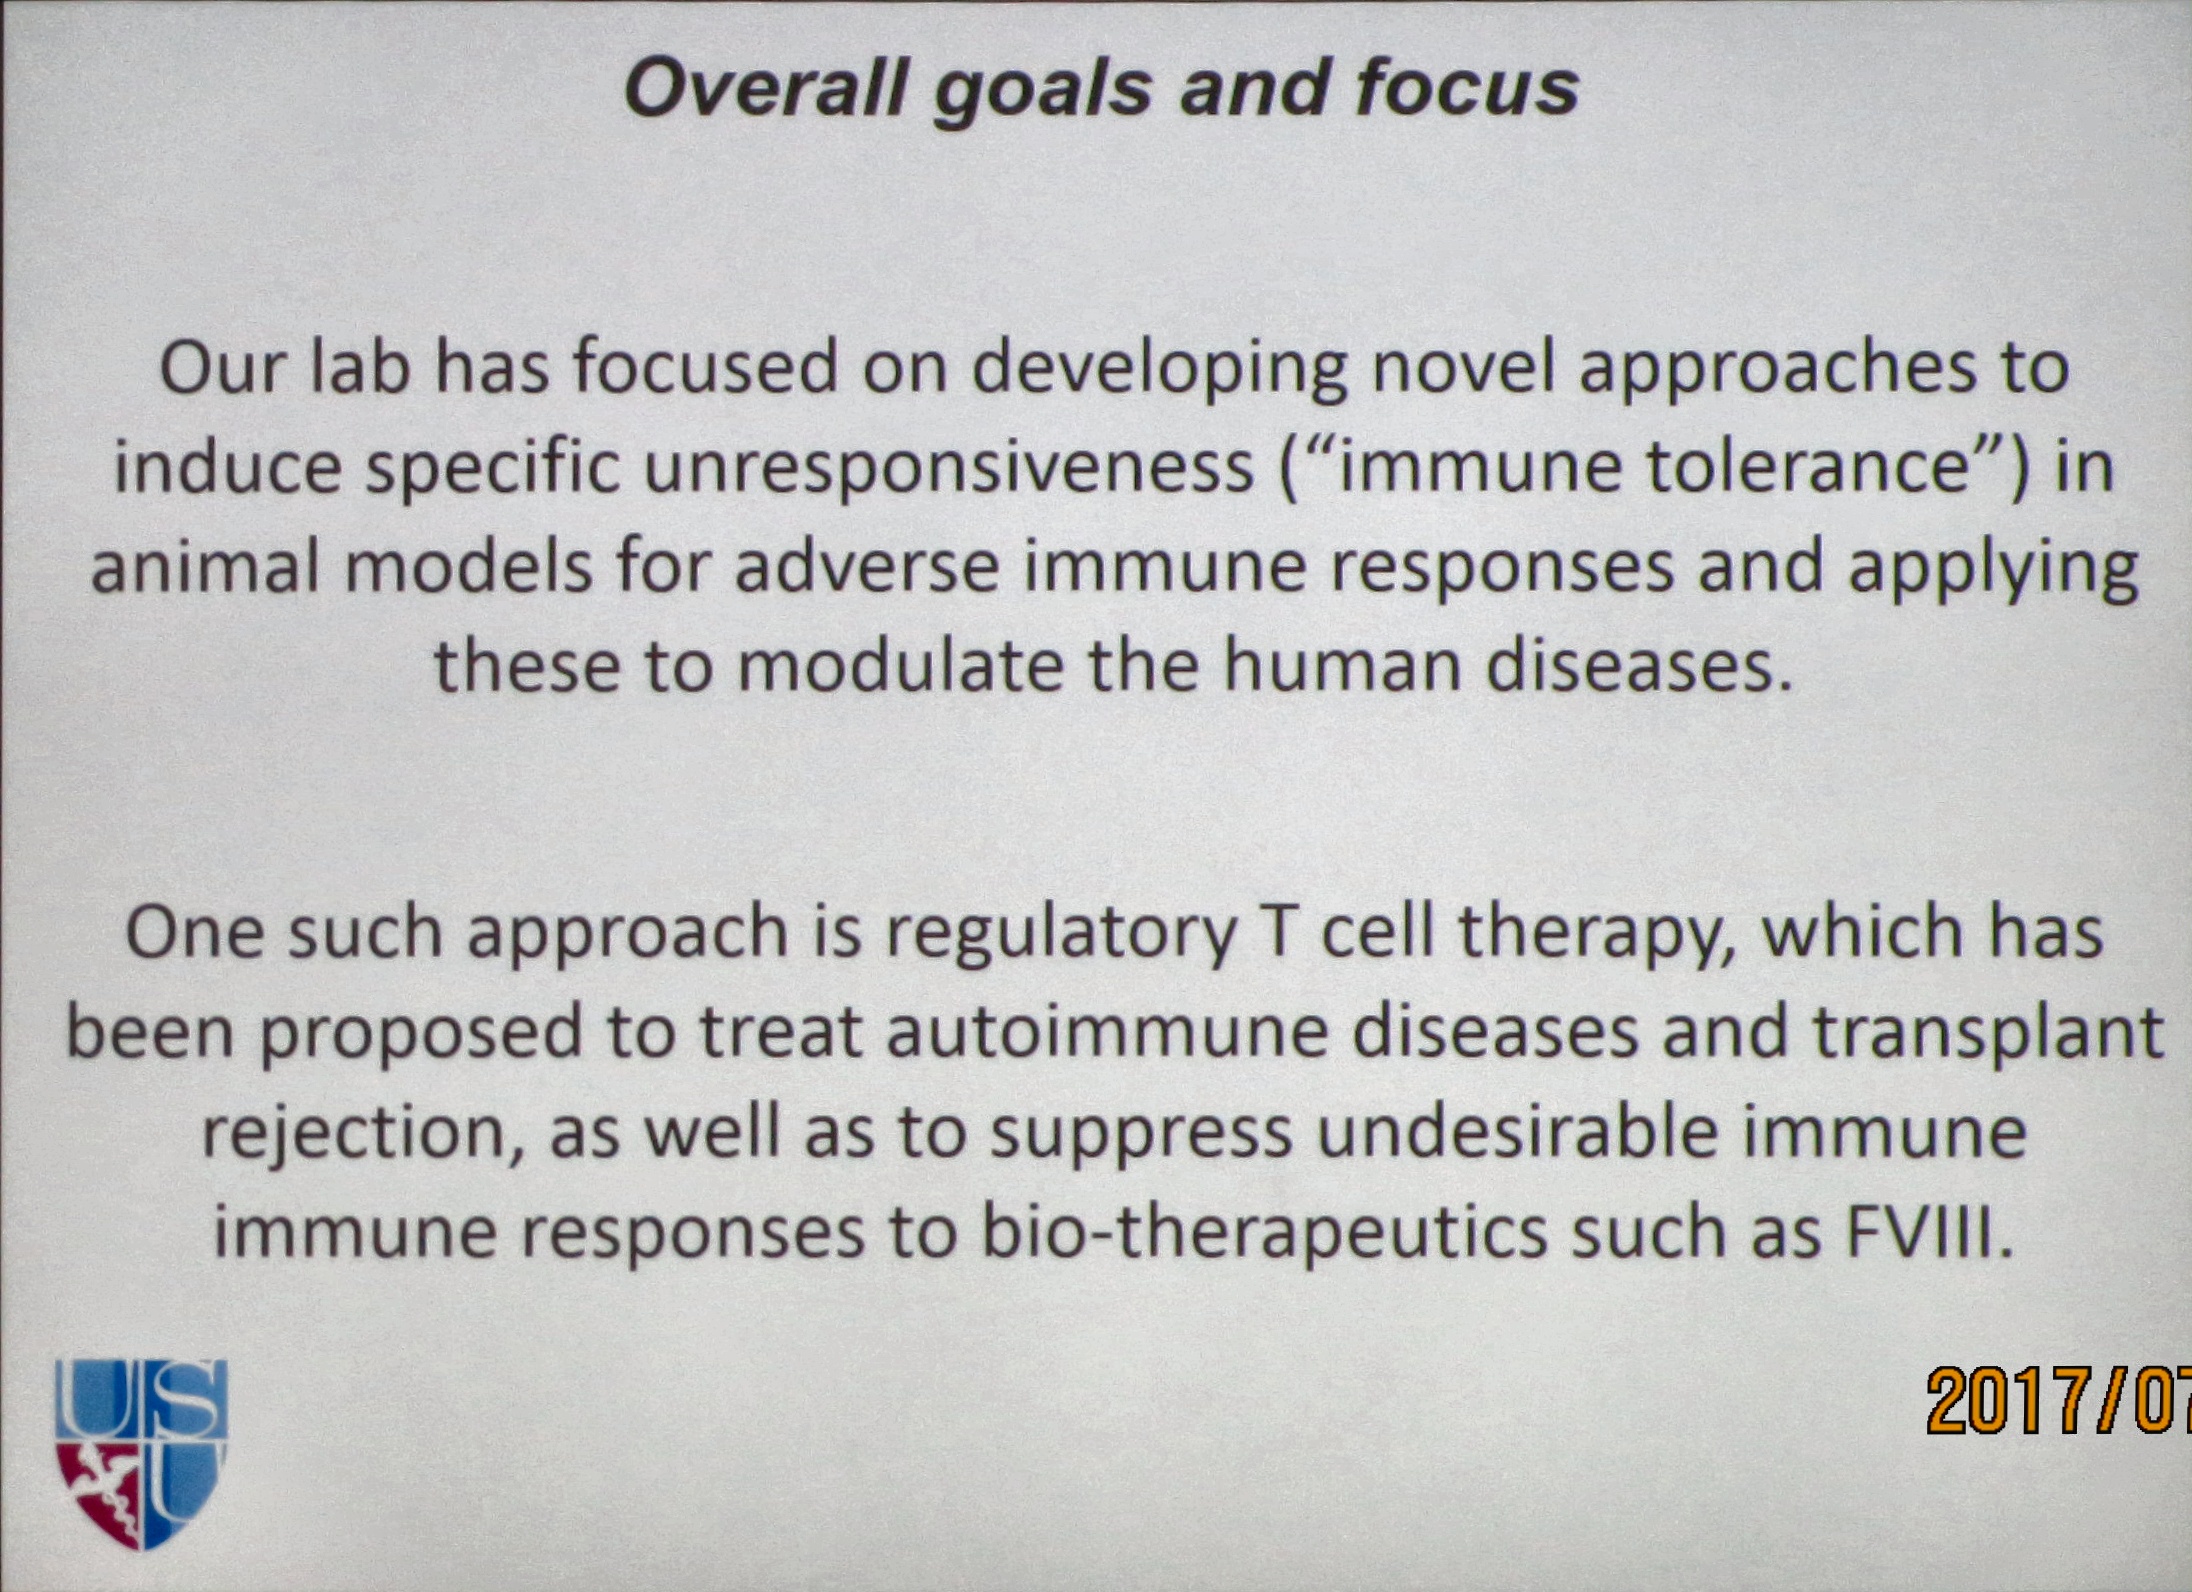 Overall goals and focus
Our lab has focused on developing novel approaches to
induce specific unresponsiveness (“immune tolerance”) in
animal models for adverse immune responses and applying
these to modulate the human diseases.
One such approach is regulatory T cell therapy, which has
been proposed to treat autoimmune diseases and transplant
rejection, as well as to suppress undesirable immune
immune responses to bio-therapeutics such as FVIII.
US
U
2017/07